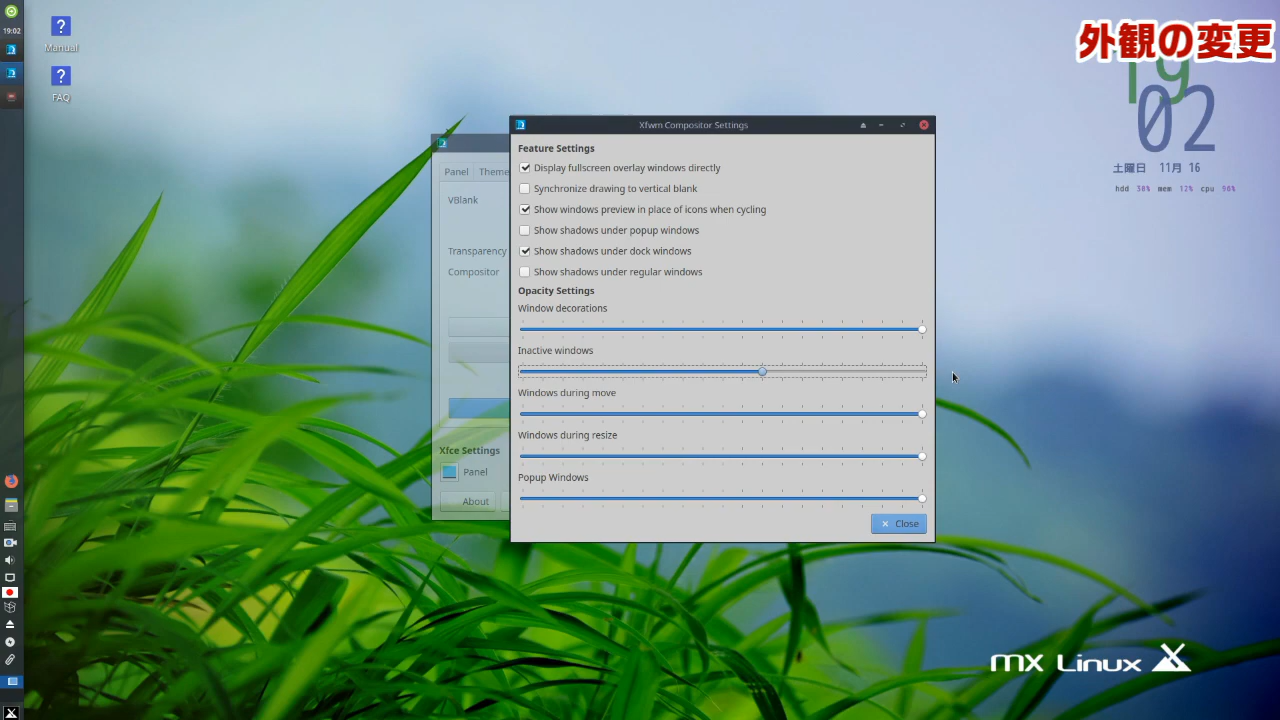 外観の変更
19:02
Manual
FAQ
19
02
土曜日 11月 16
hdd 38% mem 12% cpu 96%
Xfwm Compositor Settings
Feature Settings
Display fullscreen overlay windows directly
Synchronize drawing to vertical blank
Show windows preview in place of icons when cycling
Show shadows under popup windows
Show shadows under dock windows
Show shadows under regular windows
Opacity Settings
Window decorations
Inactive windows
Windows during move
Windows during resize
Popup Windows
Close
Panel Theme
VBlank
Transparency
Compositor
Xfce Settings
Panel
About
MX Linux